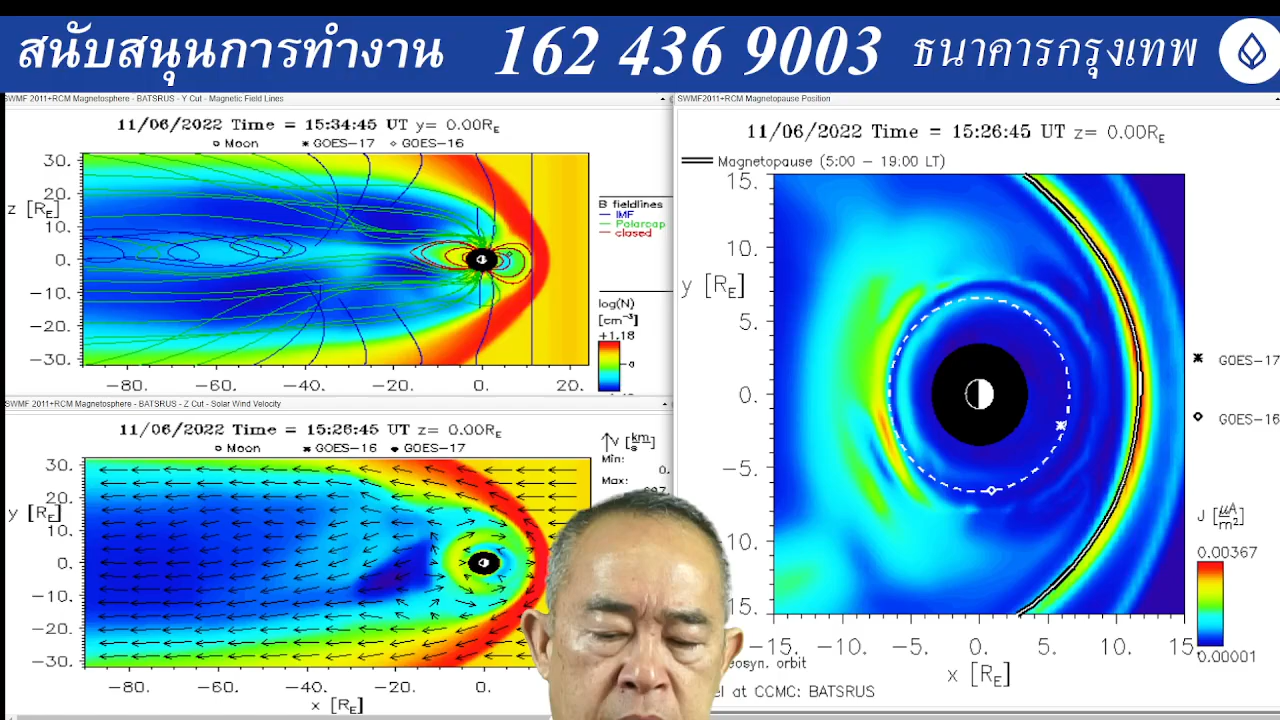 สนับสนุนการทำงาน 162 436 9003 ธนาคารกรุงเทพ
SWMF 2011+RCM Magnetosphere - BATSRUS - Y Cut - Magnetic Field Lines
11/06/2022 Time = 15:34:45 UT y= 0.00RE
Moon GOES-17 GOES-16
30.
20.
z [RE]
10.
0.
−10.
−20.
−30.
−80. −60. −40. −20. 0. 20.
B fieldlines
IMF
Polarcap
closed
log(N)
[cm⁻³]
+1.18
SWMF 2011+RCM Magnetosphere - BATSRUS - Z Cut - Solar Wind Velocity
11/06/2022 Time = 15:26:45 UT z= 0.00RE
Moon GOES-16 GOES-17
30.
20.
y [RE]
10.
0.
−10.
−20.
−30.
−80. −60. −40. −20. 0.
x [RE]
V [km/s]
Min:
0.
Max:
SWMF2011+RCM Magnetopause Position
11/06/2022 Time = 15:26:45 UT z= 0.00RE
Magnetopause (5:00 − 19:00 LT)
15.
10.
y [RE]
5.
0.
−5.
−10.
−15.
−15. −10. −5. 0. 5. 10. 15
x [RE]
GOES-17
GOES-16
J [μA/m²]
0.00367
0.00001
eosyn. orbit
el at CCMC: BATSRUS